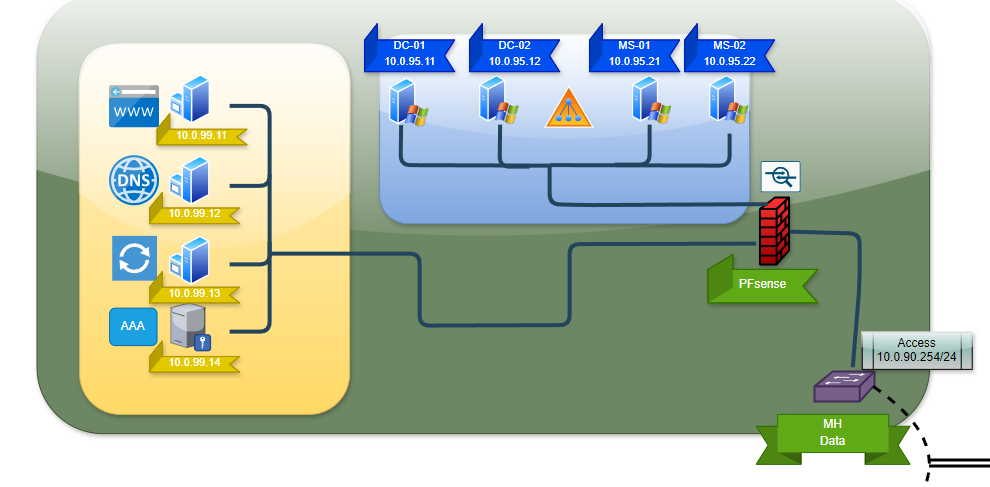 DC-01
10.0.95.11
DC-02
10.0.95.12
MS-01
10.0.95.21
MS-02
10.0.95.22
WWW
10.0.99.11
DNS
10.0.99.12
10.0.99.13
AAA
10.0.99.14
PFsense
Access
10.0.90.254/24
MH
Data